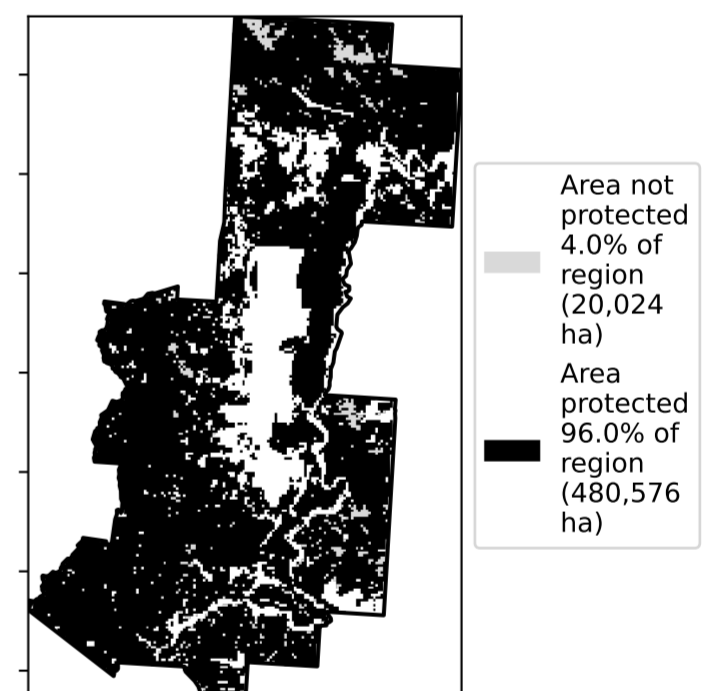 Area not
protected
4.0% of
region
(20,024
ha)
Area
protected
96.0% of
region
(480,576
ha)